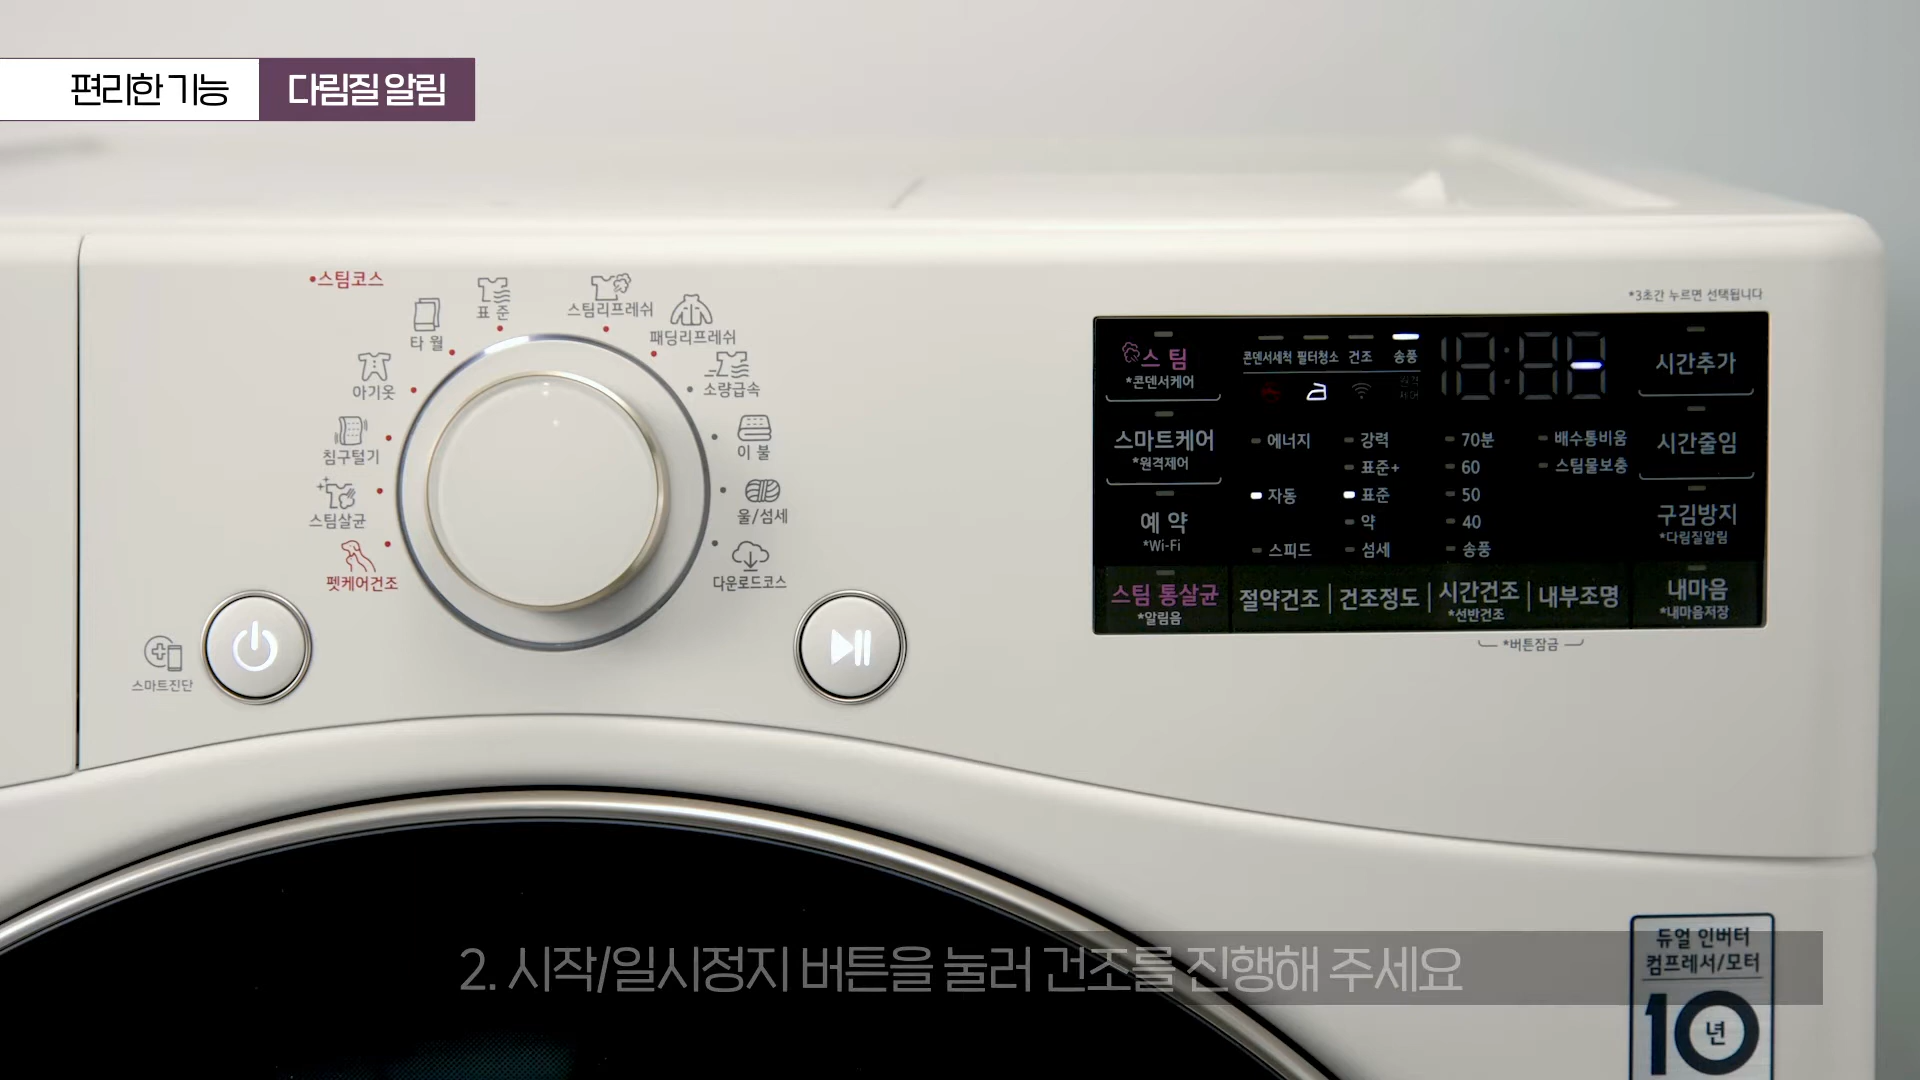 편리한 기능 다림질 알림
•스팀코스
표 준
스팀리프레쉬
타 월
패딩리프레쉬
아기옷
소량급속
침구털기
이 불
스팀살균
울/섬세
펫케어건조
다운로드코스
스마트진단
*3초간 누르면 선택됩니다
스 팀
*콘덴서케어
콘덴서세척 필터청소 건조 송풍
시간추가
스마트케어
*원격제어
에너지 강력 70분 배수통비움
시간줄임
표준+ 60 스팀물보충
자동 표준 50
예 약
*Wi-Fi
약 40
구김방지
*다림질알림
스피드 섬세 송풍
스팀 통살균
*알림음
절약건조 | 건조정도 | 시간건조 | 내부조명
*선반건조
내마음
*내마음저장
*버튼잠금
2. 시작/일시정지 버튼을 눌러 건조를 진행해 주세요
듀얼 인버터
컴프레서/모터
10년